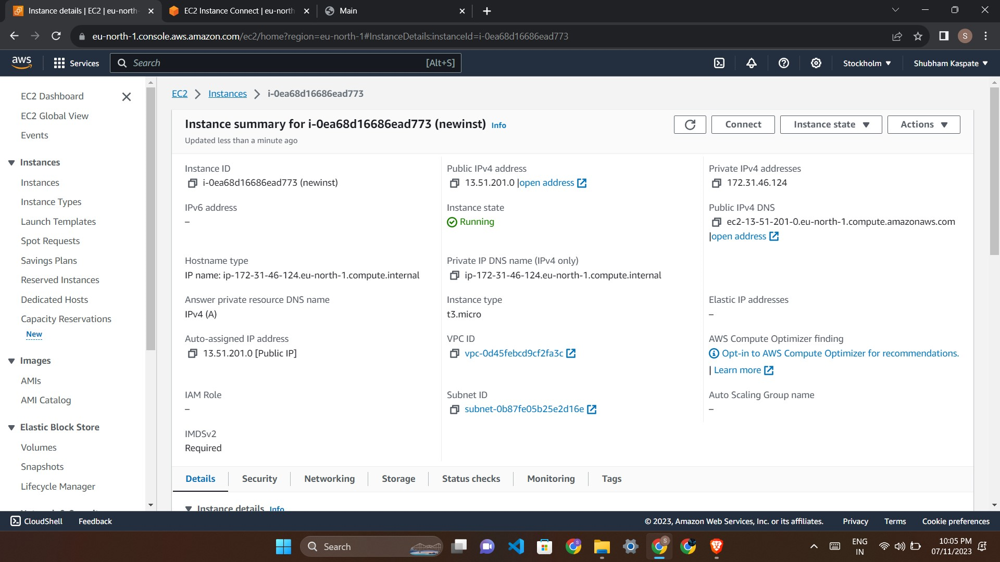 Instance details | EC2 | eu-north-
EC2 Instance Connect | eu-north
Main
eu-north-1.console.aws.amazon.com/ec2/home?region=eu-north-1#InstanceDetails:instanceId=i-0ea68d16686ead773
S
aws
Services
Search
[Alt+S]
Stockholm
Shubham Kaspate
EC2 Dashboard
EC2 Global View
Events
Instances
Instances
Instance Types
Launch Templates
Spot Requests
Savings Plans
Reserved Instances
Dedicated Hosts
Capacity Reservations
New
Images
AMIs
AMI Catalog
Elastic Block Store
Volumes
Snapshots
Lifecycle Manager
EC2 > Instances > i-0ea68d16686ead773
Instance summary for i-0ea68d16686ead773 (newinst) Info
Updated less than a minute ago
Connect
Instance state
Actions
Instance ID
i-0ea68d16686ead773 (newinst)
Public IPv4 address
13.51.201.0 |open address
Private IPv4 addresses
172.31.46.124
IPv6 address
–
Instance state
Running
Public IPv4 DNS
ec2-13-51-201-0.eu-north-1.compute.amazonaws.com
|open address
Hostname type
IP name: ip-172-31-46-124.eu-north-1.compute.internal
Private IP DNS name (IPv4 only)
ip-172-31-46-124.eu-north-1.compute.internal
Answer private resource DNS name
IPv4 (A)
Instance type
t3.micro
Elastic IP addresses
–
Auto-assigned IP address
13.51.201.0 [Public IP]
VPC ID
vpc-0d45febcd9cf2fa3c
AWS Compute Optimizer finding
Opt-in to AWS Compute Optimizer for recommendations.
| Learn more
IAM Role
–
Subnet ID
subnet-0b87fe05b25e2d16e
Auto Scaling Group name
–
IMDSv2
Required
Details
Security
Networking
Storage
Status checks
Monitoring
Tags
Instance details Info
CloudShell
Feedback
© 2023, Amazon Web Services, Inc. or its affiliates.
Privacy
Terms
Cookie preferences
Search
ENG
IN
10:05 PM
07/11/2023